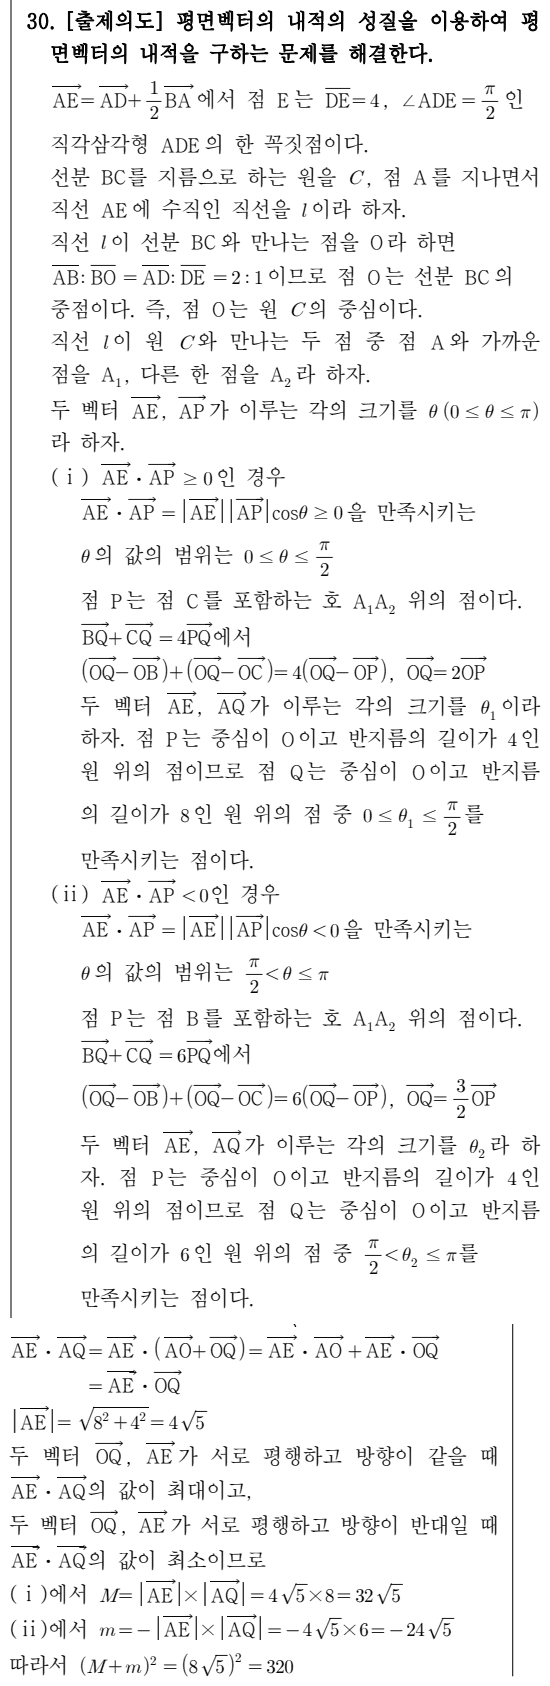 30. [출제의도] 평면벡터의 내적의 성질을 이용하여 평
면벡터의 내적을 구하는 문제를 해결한다.
$\overrightarrow{AE}=\overrightarrow{AD}+\frac{1}{2}\overrightarrow{BA}$에서 점 E는 $\overline{DE}=4$, $\angle ADE=\frac{\pi}{2}$인
직각삼각형 ADE의 한 꼭짓점이다.
선분 BC를 지름으로 하는 원을 $C$, 점 A를 지나면서
직선 AE에 수직인 직선을 $l$이라 하자.
직선 $l$이 선분 BC와 만나는 점을 O라 하면
$\overline{AB}:\overline{BO}=\overline{AD}:\overline{DE}=2:1$이므로 점 O는 선분 BC의
중점이다. 즉, 점 O는 원 $C$의 중심이다.
직선 $l$이 원 $C$와 만나는 두 점 중 점 A와 가까운
점을 $A_1$, 다른 한 점을 $A_2$라 하자.
두 벡터 $\overrightarrow{AE}$, $\overrightarrow{AP}$가 이루는 각의 크기를 $\theta\,(0\le\theta\le\pi)$
라 하자.
(ⅰ) $\overrightarrow{AE}\cdot\overrightarrow{AP}\ge 0$인 경우
$\overrightarrow{AE}\cdot\overrightarrow{AP}=|\overrightarrow{AE}||\overrightarrow{AP}|\cos\theta\ge 0$을 만족시키는
$\theta$의 값의 범위는 $0\le\theta\le\frac{\pi}{2}$
점 P는 점 C를 포함하는 호 $A_1A_2$ 위의 점이다.
$\overrightarrow{BQ}+\overrightarrow{CQ}=4\overrightarrow{PQ}$에서
$(\overrightarrow{OQ}-\overrightarrow{OB})+(\overrightarrow{OQ}-\overrightarrow{OC})=4(\overrightarrow{OQ}-\overrightarrow{OP})$, $\overrightarrow{OQ}=2\overrightarrow{OP}$
두 벡터 $\overrightarrow{AE}$, $\overrightarrow{AQ}$가 이루는 각의 크기를 $\theta_1$이라
하자. 점 P는 중심이 O이고 반지름의 길이가 4인
원 위의 점이므로 점 Q는 중심이 O이고 반지름
의 길이가 8인 원 위의 점 중 $0\le\theta_1\le\frac{\pi}{2}$를
만족시키는 점이다.
(ⅱ) $\overrightarrow{AE}\cdot\overrightarrow{AP}<0$인 경우
$\overrightarrow{AE}\cdot\overrightarrow{AP}=|\overrightarrow{AE}||\overrightarrow{AP}|\cos\theta<0$을 만족시키는
$\theta$의 값의 범위는 $\frac{\pi}{2}<\theta\le\pi$
점 P는 점 B를 포함하는 호 $A_1A_2$ 위의 점이다.
$\overrightarrow{BQ}+\overrightarrow{CQ}=6\overrightarrow{PQ}$에서
$(\overrightarrow{OQ}-\overrightarrow{OB})+(\overrightarrow{OQ}-\overrightarrow{OC})=6(\overrightarrow{OQ}-\overrightarrow{OP})$, $\overrightarrow{OQ}=\frac{3}{2}\overrightarrow{OP}$
두 벡터 $\overrightarrow{AE}$, $\overrightarrow{AQ}$가 이루는 각의 크기를 $\theta_2$라 하
자. 점 P는 중심이 O이고 반지름의 길이가 4인
원 위의 점이므로 점 Q는 중심이 O이고 반지름
의 길이가 6인 원 위의 점 중 $\frac{\pi}{2}<\theta_2\le\pi$를
만족시키는 점이다.
$\overrightarrow{AE}\cdot\overrightarrow{AQ}=\overrightarrow{AE}\cdot(\overrightarrow{AO}+\overrightarrow{OQ})=\overrightarrow{AE}\cdot\overrightarrow{AO}+\overrightarrow{AE}\cdot\overrightarrow{OQ}$
$=\overrightarrow{AE}\cdot\overrightarrow{OQ}$
$|\overrightarrow{AE}|=\sqrt{8^2+4^2}=4\sqrt{5}$
두 벡터 $\overrightarrow{OQ}$, $\overrightarrow{AE}$가 서로 평행하고 방향이 같을 때
$\overrightarrow{AE}\cdot\overrightarrow{AQ}$의 값이 최대이고,
두 벡터 $\overrightarrow{OQ}$, $\overrightarrow{AE}$가 서로 평행하고 방향이 반대일 때
$\overrightarrow{AE}\cdot\overrightarrow{AQ}$의 값이 최소이므로
(ⅰ)에서 $M=|\overrightarrow{AE}|\times|\overrightarrow{AQ}|=4\sqrt{5}\times 8=32\sqrt{5}$
(ⅱ)에서 $m=-|\overrightarrow{AE}|\times|\overrightarrow{AQ}|=-4\sqrt{5}\times 6=-24\sqrt{5}$
따라서 $(M+m)^2=(8\sqrt{5})^2=320$